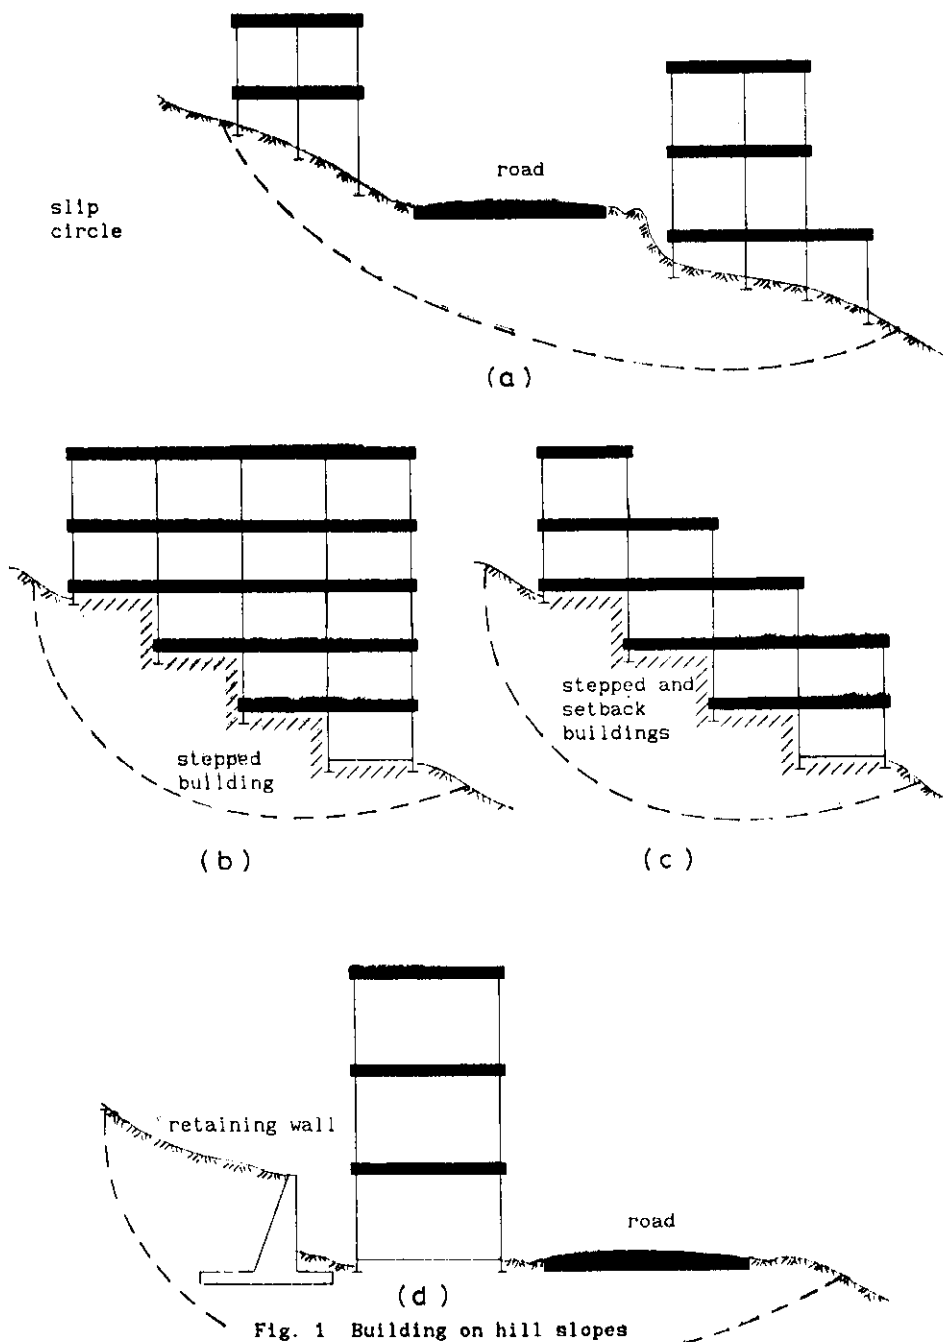 road
slip
circle
(a)
stepped
building
stepped and
setback
buildings
(b)
(c)
retaining wall
road
(d)
Fig. 1 Building on hill slopes